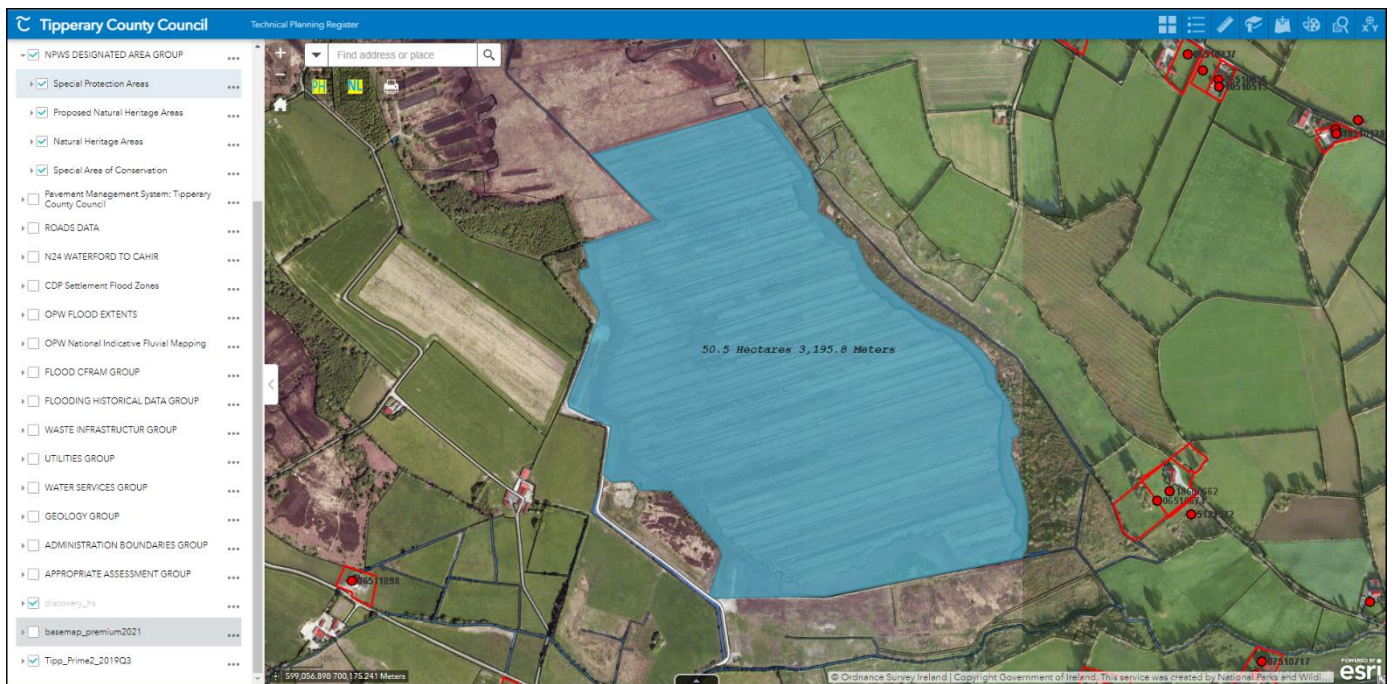 Tipperary County Council
Technical Planning Register
NPWS DESIGNATED AREA GROUP
Special Protection Areas
Proposed Natural Heritage Areas
Natural Heritage Areas
Special Area of Conservation
Pavement Management System: Tipperary
County Council
ROADS DATA
N24 WATERFORD TO CAHIR
CDP Settlement Flood Zones
OPW FLOOD EXTENTS
OPW National Indicative Fluvial Mapping
FLOOD CFRAM GROUP
FLOODING HISTORICAL DATA GROUP
WASTE INFRASTRUCTUR GROUP
UTILITIES GROUP
WATER SERVICES GROUP
GEOLOGY GROUP
ADMINISTRATION BOUNDARIES GROUP
APPROPRIATE ASSESSMENT GROUP
discovery_hs
basemap_premium2021
Tipp_Prime2_2019Q3
Find address or place
PH NL
50.5 Hectares 3,195.8 Meters
06511898
07510717
599,056.898 700,175.241 Meters
© Ordnance Survey Ireland | Copyright Government of Ireland. This service was created by National Parks and Wildl...
POWERED BY
esri